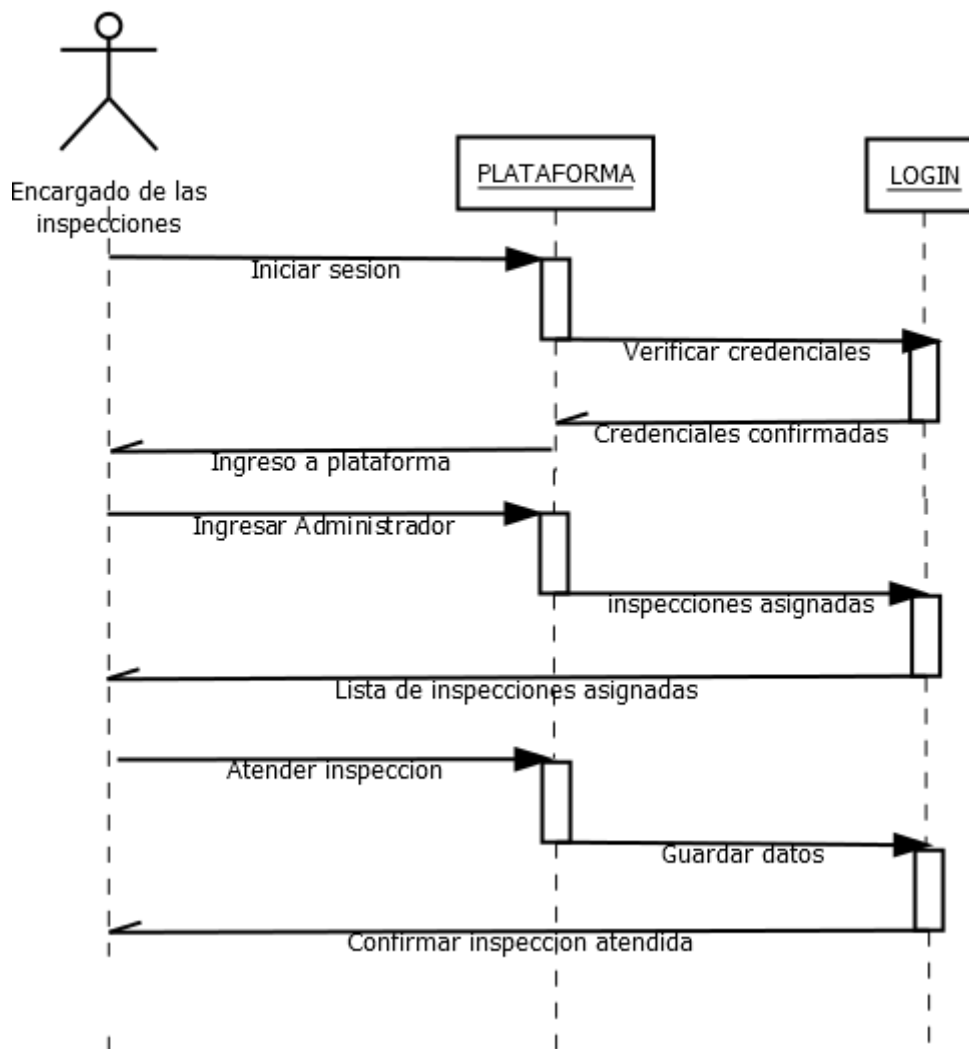 PLATAFORMA
LOGIN
Encargado de las
inspecciones
Iniciar sesion
Verificar credenciales
Credenciales confirmadas
Ingreso a plataforma
Ingresar Administrador
inspecciones asignadas
Lista de inspecciones asignadas
Atender inspeccion
Guardar datos
Confirmar inspeccion atendida